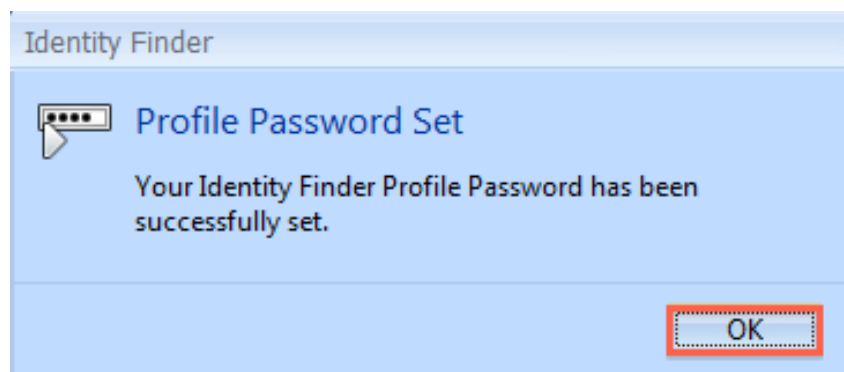 Identity Finder
Profile Password Set
Your Identity Finder Profile Password has been
successfully set.
OK